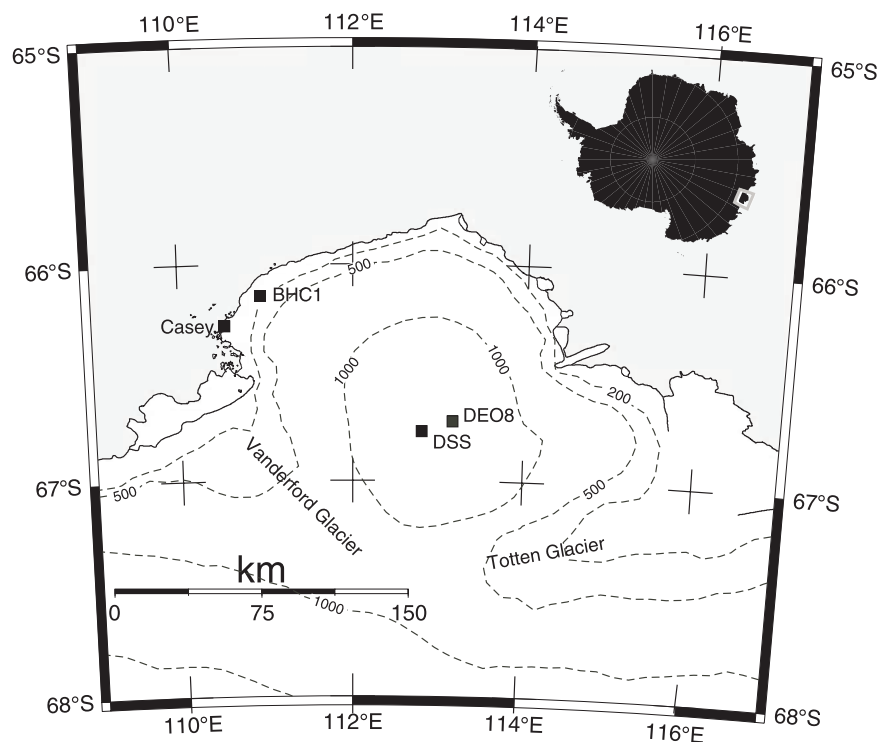 110°E
112°E
114°E
116°E
65°S
65°S
500
66°S
66°S
BHC1
Casey
1000
1000
200
DEO8
DSS
Vanderford Glacier
500
500
67°S
67°S
Totten Glacier
km
0
75
150
1000
68°S
68°S
110°E
112°E
114°E
116°E